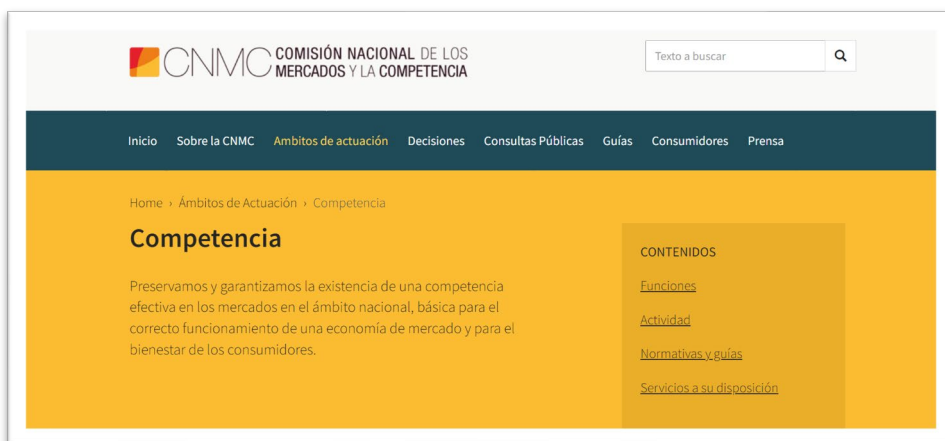 CNMC COMISIÓN NACIONAL DE LOS
MERCADOS Y LA COMPETENCIA
Texto a buscar
Inicio Sobre la CNMC Ambitos de actuación Decisiones Consultas Públicas Guías Consumidores Prensa
Home › Ámbitos de Actuación › Competencia
Competencia
Preservamos y garantizamos la existencia de una competencia
efectiva en los mercados en el ámbito nacional, básica para el
correcto funcionamiento de una economía de mercado y para el
bienestar de los consumidores.
CONTENIDOS
Funciones
Actividad
Normativas y guías
Servicios a su disposición